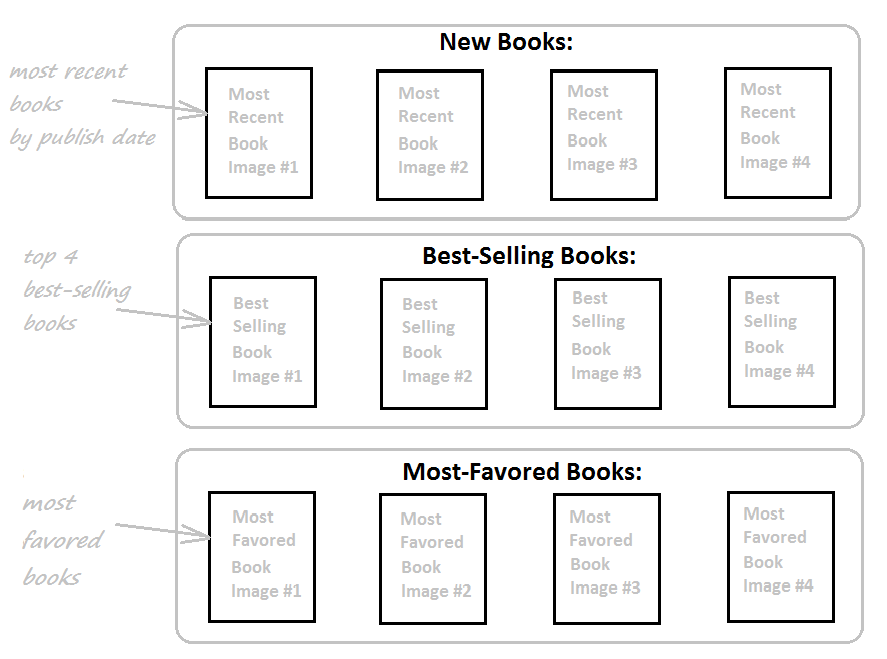 New Books:
most recent
books
by publish date
Most
Recent
Book
Image #1
Most
Recent
Book
Image #2
Most
Recent
Book
Image #3
Most
Recent
Book
Image #4
Best-Selling Books:
top 4
best-selling
books
Best
Selling
Book
Image #1
Best
Selling
Book
Image #2
Best
Selling
Book
Image #3
Best
Selling
Book
Image #4
Most-Favored Books:
most
favored
books
Most
Favored
Book
Image #1
Most
Favored
Book
Image #2
Most
Favored
Book
Image #3
Most
Favored
Book
Image #4